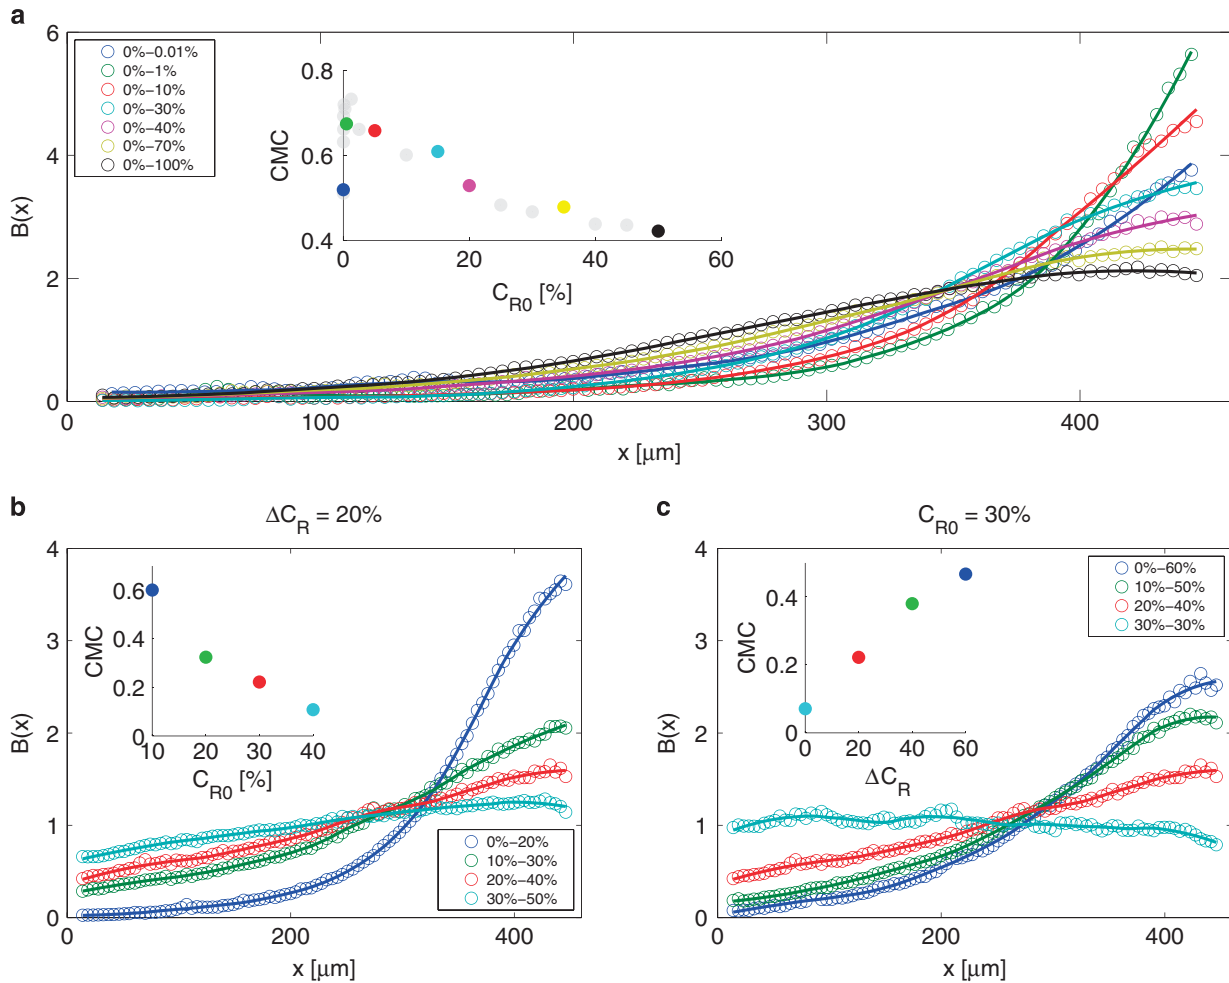 a
6
4
2
0
B(x)
0%–0.01%
0%–1%
0%–10%
0%–30%
0%–40%
0%–70%
0%–100%
0.8
0.6
0.4
CMC
0 20 40 60
C_R0 [%]
0 100 200 300 400
x [μm]
b
ΔC_R = 20%
4
3
2
1
0
B(x)
0.6
0.4
0.2
0
CMC
10 20 30 40
C_R0 [%]
0%–20%
10%–30%
20%–40%
30%–50%
0 200 400
x [μm]
c
C_R0 = 30%
4
3
2
1
0
B(x)
0.4
0.2
0
CMC
0 20 40 60
ΔC_R
0%–60%
10%–50%
20%–40%
30%–30%
0 200 400
x [μm]